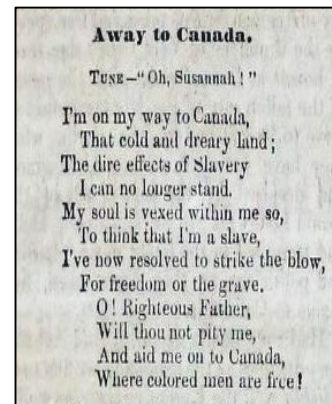 Away to Canada.
TUNE—"Oh, Susannah!"
I'm on my way to Canada,
That cold and dreary land;
The dire effects of Slavery
I can no longer stand.
My soul is vexed within me so,
To think that I'm a slave,
I've now resolved to strike the blow,
For freedom or the grave.
O! Righteous Father,
Will thou not pity me,
And aid me on to Canada,
Where colored men are free!